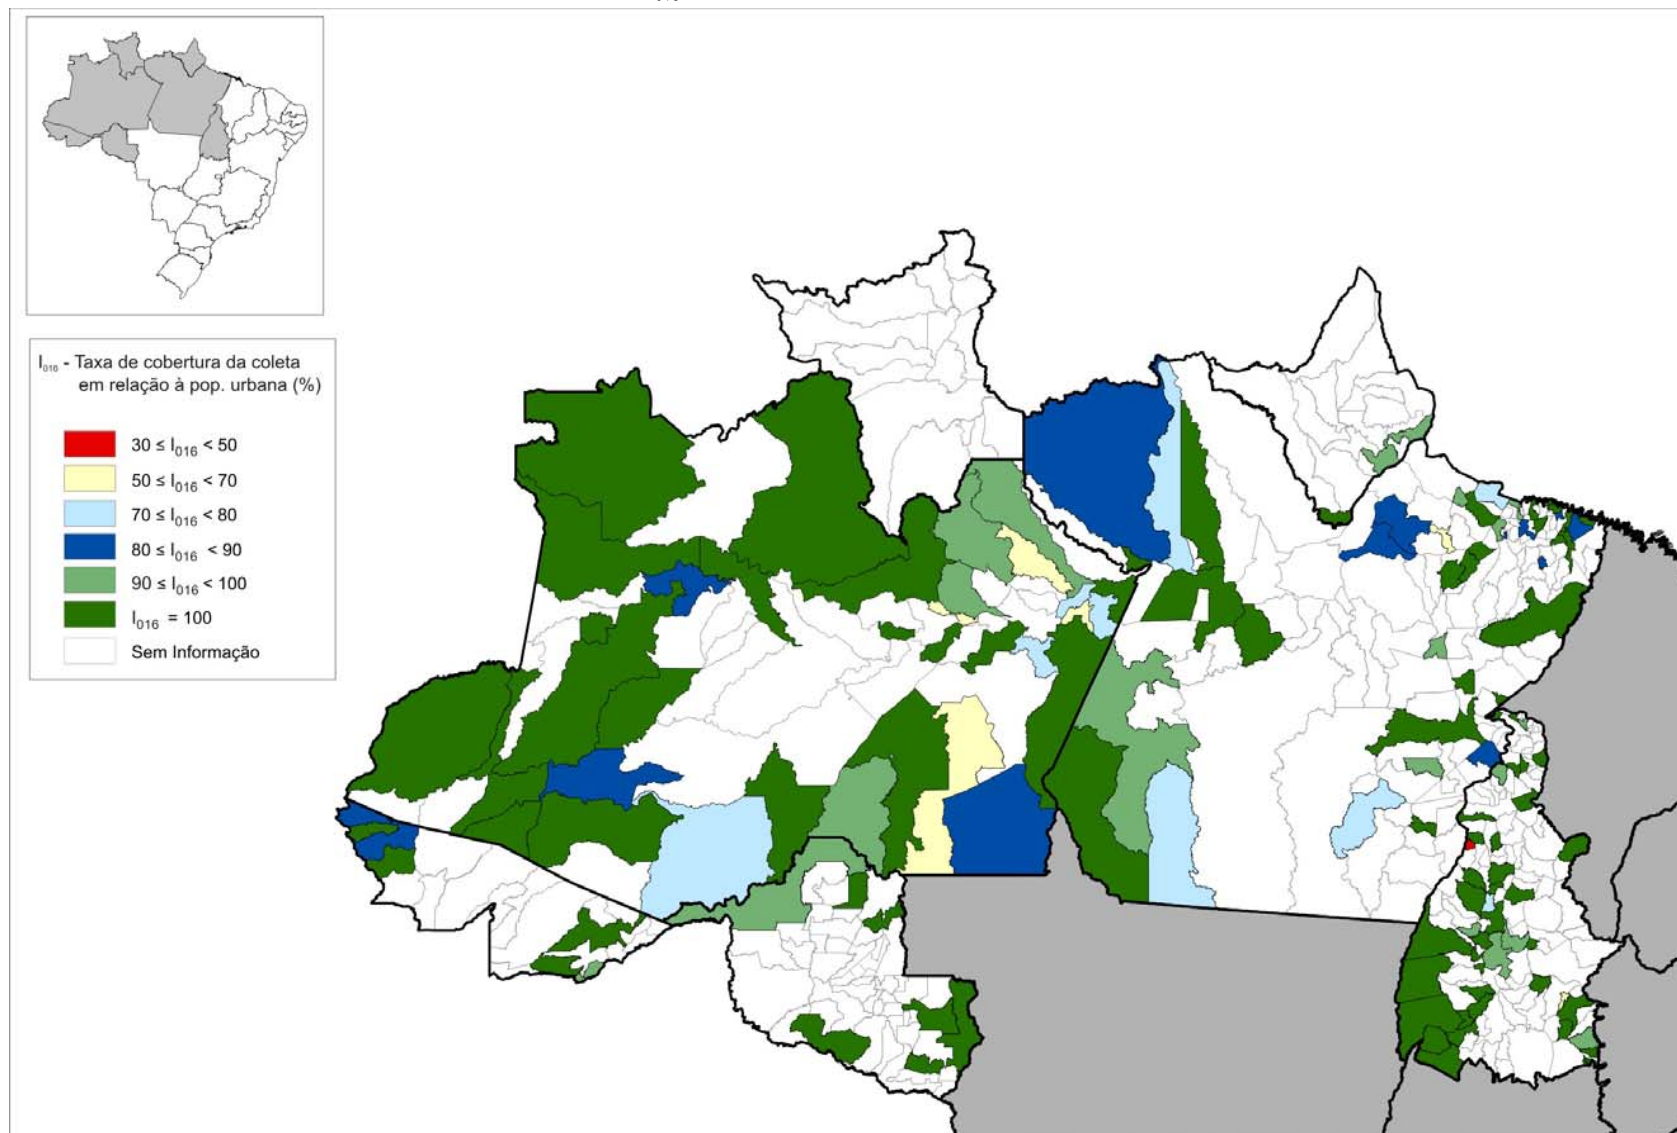 I016 - Taxa de cobertura da coleta
em relação à pop. urbana (%)
30 ≤ I016 < 50
50 ≤ I016 < 70
70 ≤ I016 < 80
80 ≤ I016 < 90
90 ≤ I016 < 100
I016 = 100
Sem Informação